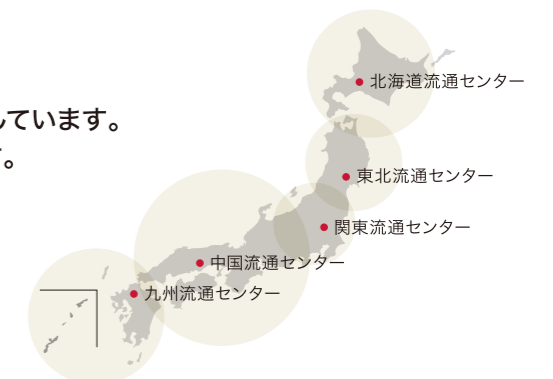 ています。
。
北海道流通センター
東北流通センター
関東流通センター
中国流通センター
九州流通センター